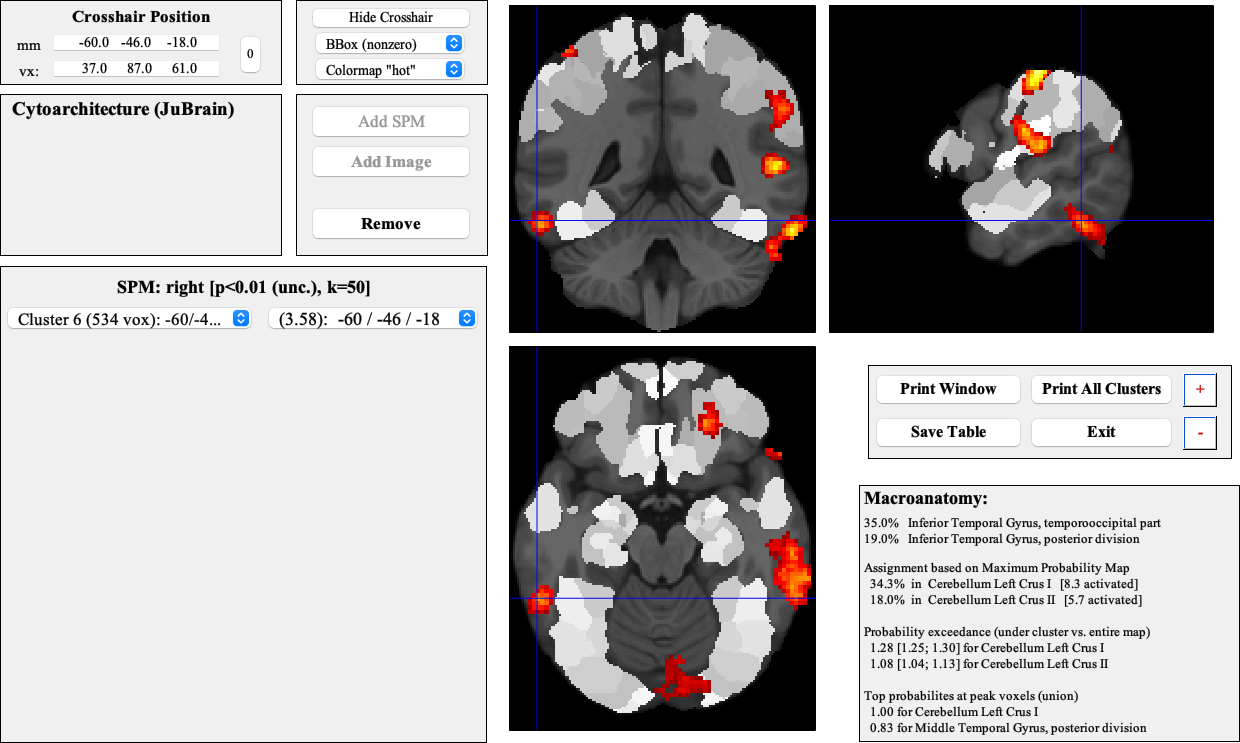 Crosshair Position
mm -60.0 -46.0 -18.0
vx: 37.0 87.0 61.0
0
Hide Crosshair
BBox (nonzero)
Colormap "hot"
Cytoarchitecture (JuBrain)
Add SPM
Add Image
Remove
SPM: right [p<0.01 (unc.), k=50]
Cluster 6 (534 vox): -60/-4...
(3.58): -60 / -46 / -18
Print Window
Print All Clusters
+
Save Table
Exit
-
Macroanatomy:
35.0% Inferior Temporal Gyrus, temporooccipital part
19.0% Inferior Temporal Gyrus, posterior division
Assignment based on Maximum Probability Map
34.3% in Cerebellum Left Crus I [8.3 activated]
18.0% in Cerebellum Left Crus II [5.7 activated]
Probability exceedance (under cluster vs. entire map)
1.28 [1.25; 1.30] for Cerebellum Left Crus I
1.08 [1.04; 1.13] for Cerebellum Left Crus II
Top probabilites at peak voxels (union)
1.00 for Cerebellum Left Crus I
0.83 for Middle Temporal Gyrus, posterior division